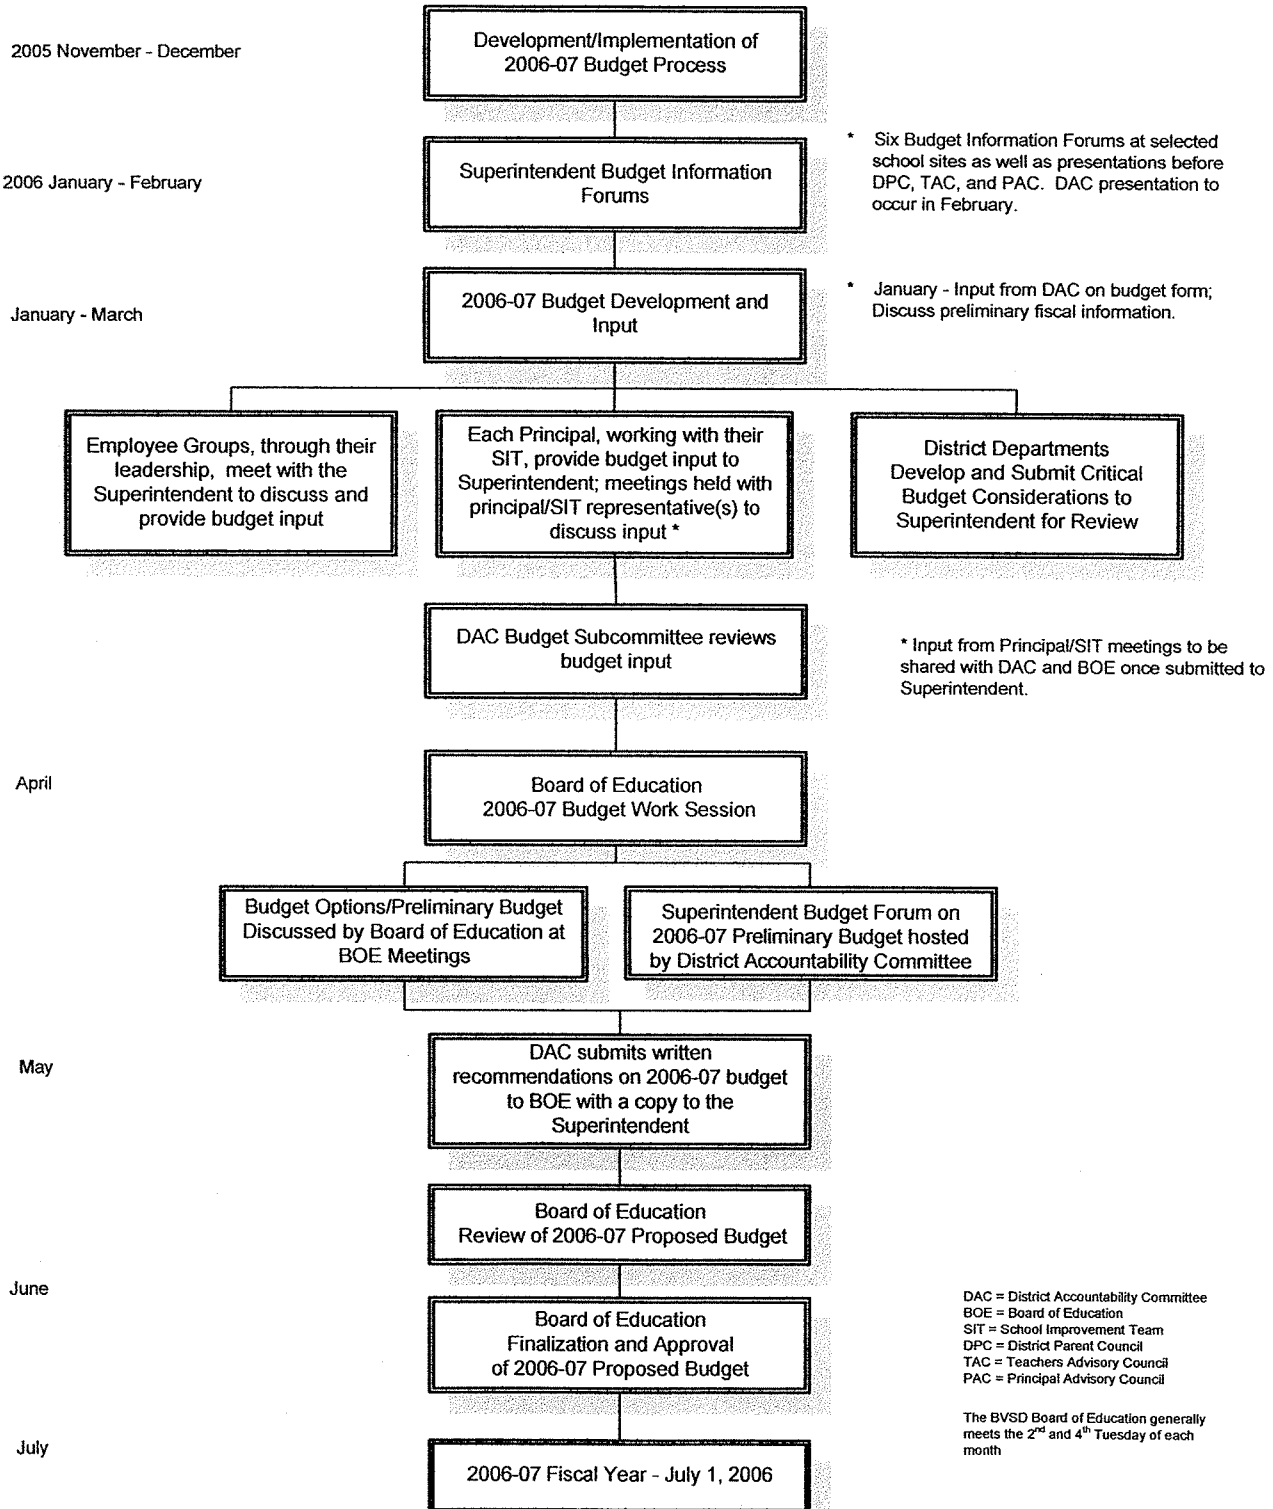 2005 November - December
Development/Implementation of
2006-07 Budget Process
2006 January - February
Superintendent Budget Information
Forums
* Six Budget Information Forums at selected
school sites as well as presentations before
DPC, TAC, and PAC. DAC presentation to
occur in February.
January - March
2006-07 Budget Development and
Input
* January - Input from DAC on budget form;
Discuss preliminary fiscal information.
Employee Groups, through their
leadership, meet with the
Superintendent to discuss and
provide budget input
Each Principal, working with their
SIT, provide budget input to
Superintendent; meetings held with
principal/SIT representative(s) to
discuss input *
District Departments
Develop and Submit Critical
Budget Considerations to
Superintendent for Review
DAC Budget Subcommittee reviews
budget input
* Input from Principal/SIT meetings to be
shared with DAC and BOE once submitted to
Superintendent.
April
Board of Education
2006-07 Budget Work Session
Budget Options/Preliminary Budget
Discussed by Board of Education at
BOE Meetings
Superintendent Budget Forum on
2006-07 Preliminary Budget hosted
by District Accountability Committee
May
DAC submits written
recommendations on 2006-07 budget
to BOE with a copy to the
Superintendent
Board of Education
Review of 2006-07 Proposed Budget
June
Board of Education
Finalization and Approval
of 2006-07 Proposed Budget
DAC = District Accountability Committee
BOE = Board of Education
SIT = School Improvement Team
DPC = District Parent Council
TAC = Teachers Advisory Council
PAC = Principal Advisory Council
The BVSD Board of Education generally
meets the 2nd and 4th Tuesday of each
month
July
2006-07 Fiscal Year - July 1, 2006